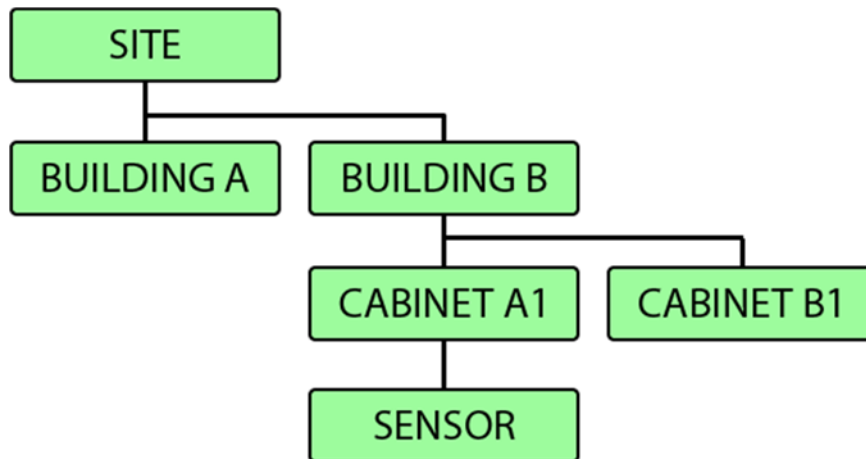 SITE
BUILDING A
BUILDING B
CABINET A1
CABINET B1
SENSOR